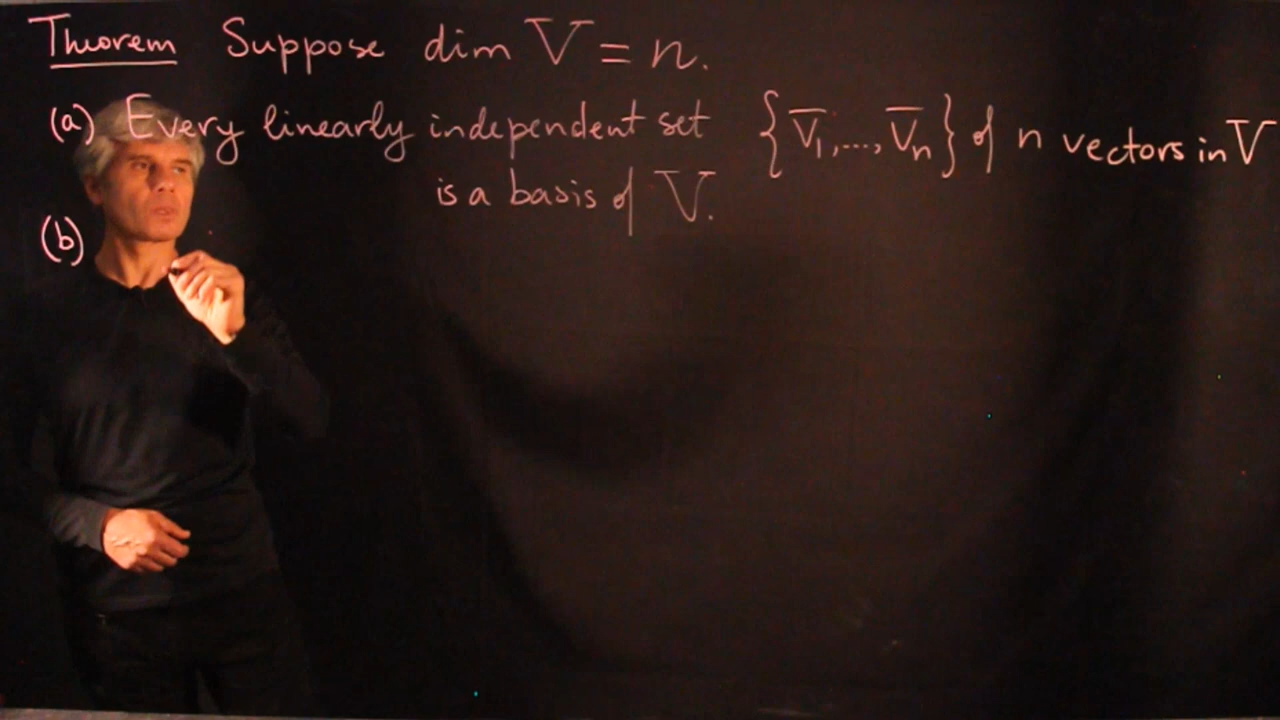 Theorem Suppose dim V = n.
(a) Every linearly independent set {v̅₁,..., v̅ₙ} of n vectors in V
is a basis of V.
(b)